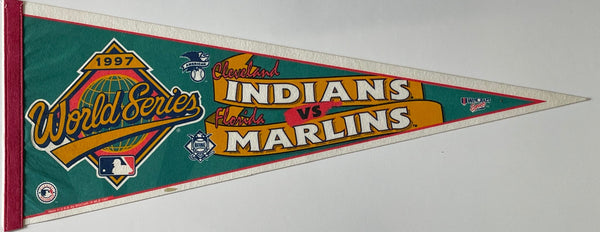 1997
World Series
Cleveland
INDIANS
VS
Florida
MARLINS